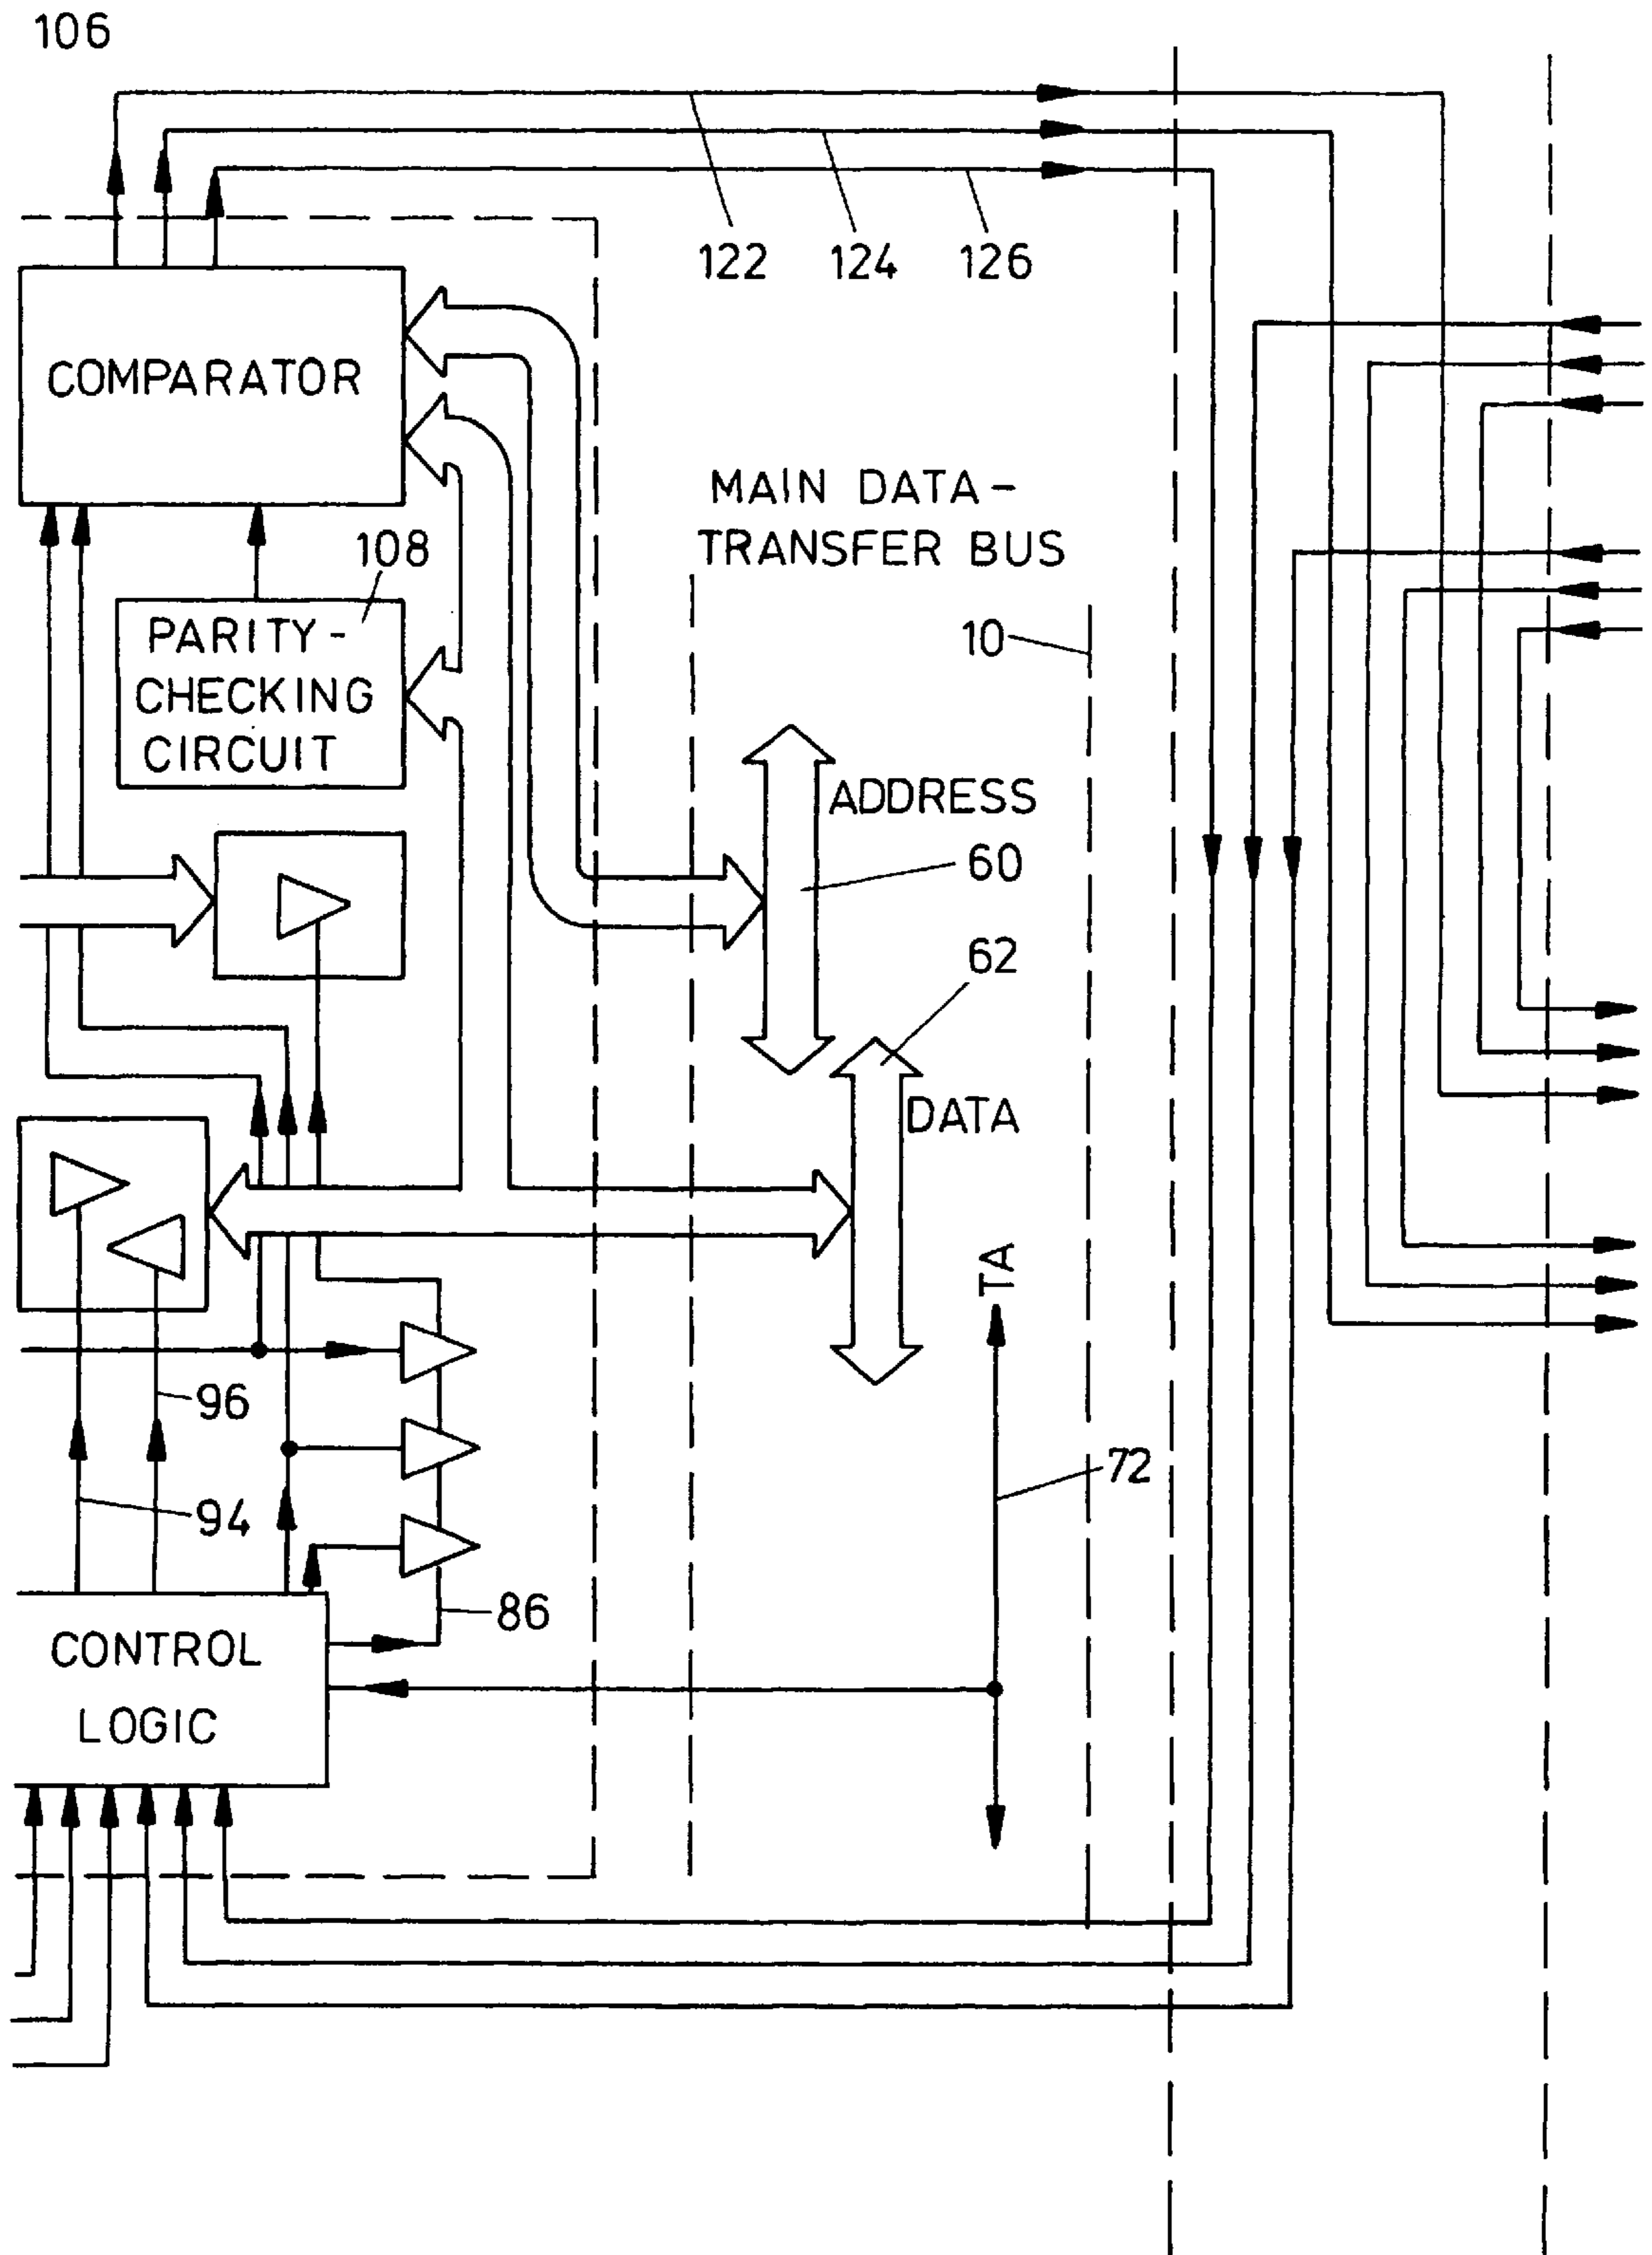 106
122
124
126
COMPARATOR
MAIN DATA-
TRANSFER BUS
108
PARITY-
CHECKING
CIRCUIT
10
ADDRESS
60
62
DATA
TA
96
72
94
86
CONTROL
LOGIC